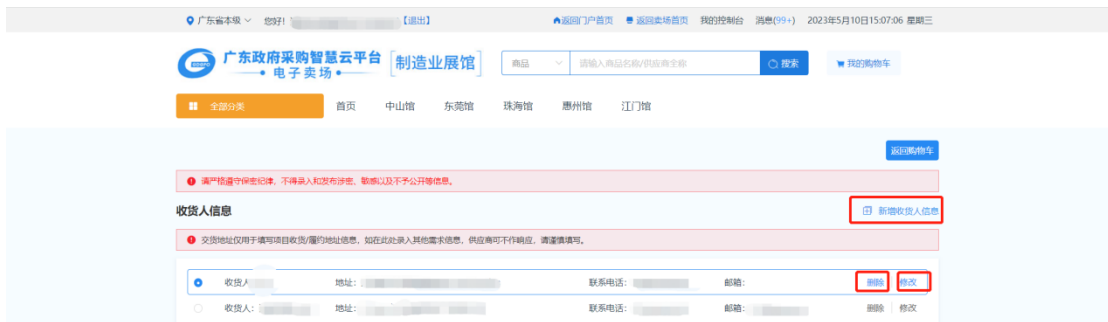 广东省本级 您好! 【退出】 返回门户首页 返回卖场首页 我的控制台 消息(99+) 2023年5月10日15:07:06 星期三
广东政府采购智慧云平台 制造业展馆 商品 请输入商品名称/供应商全称 搜索 我的购物车
电子卖场
全部分类 首页 中山馆 东莞馆 珠海馆 惠州馆 江门馆
返回购物车
请严格遵守保密纪律,不得录入和发布涉密、敏感以及不予公开等信息。
收货人信息 新增收货人信息
交货地址仅用于填写项目收货/履约地址信息,如在此处录入其他需求信息,供应商可不作响应,请谨慎填写。
收货人 地址: 联系电话: 邮箱: 删除 修改
收货人: 地址: 联系电话: 邮箱: 删除 修改